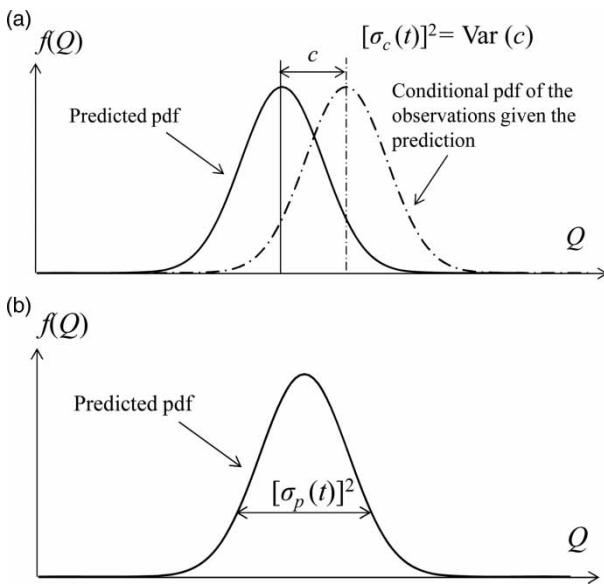 (a)
f(Q)
c
[σc (t)]² = Var (c)
Predicted pdf
Conditional pdf of the
observations given the
prediction
Q
(b)
f(Q)
Predicted pdf
[σp (t)]²
Q